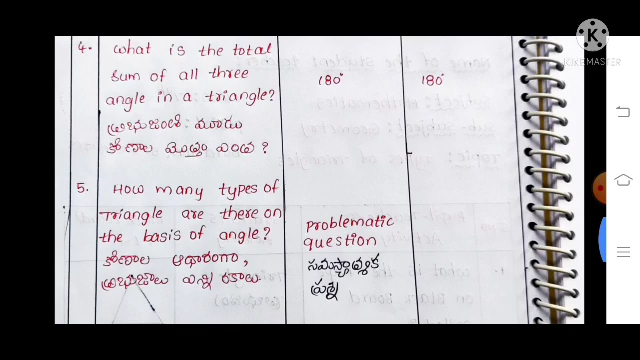 4. What is the total
sum of all three
angle in a triangle?
త్రిభుజంలో మూడు
కోణాల మొత్తం ఎంత?
180°
180°
5. How many types of
Triangle are there on
the basis of angle?
కోణాల ఆధారంగా,
త్రిభుజాలు ఎన్ని రకాలు
Problematic
question
సమస్యాత్మక
ప్రశ్న
KINEMASTER